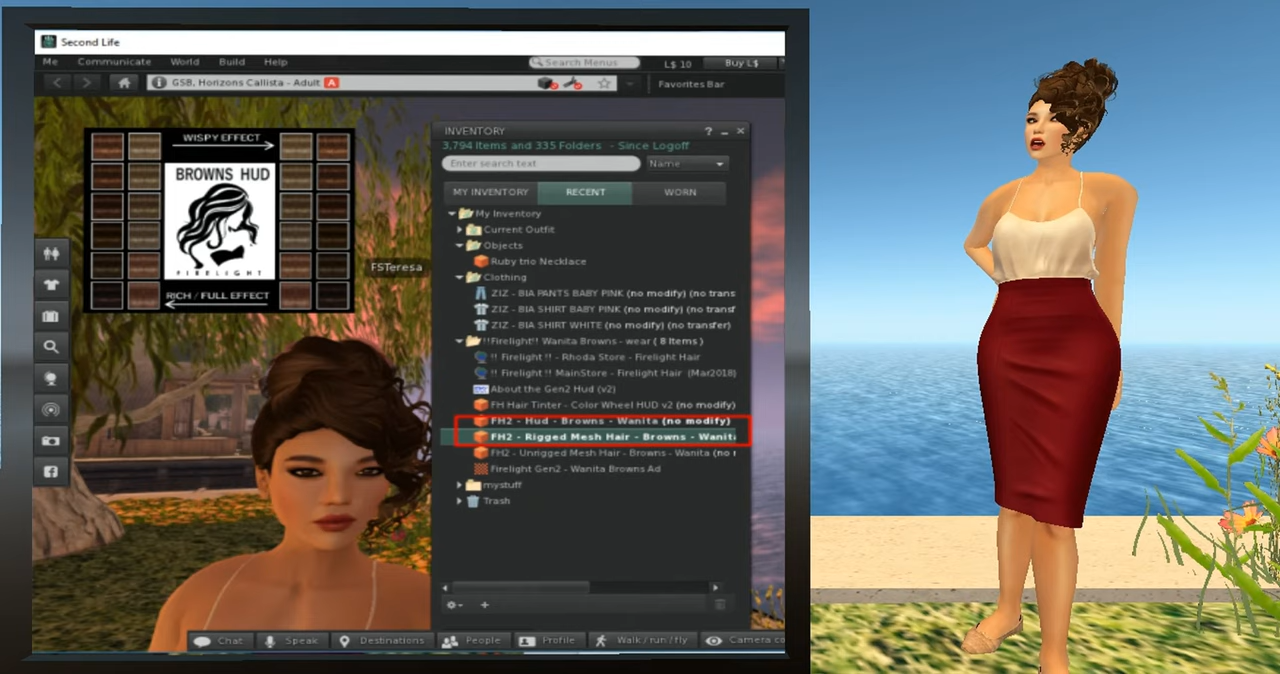 Second Life
Me Communicate World Build Help Search Menus L$ 10 Buy L$
GSB, Horizons Callista - Adult A Favorites Bar
WISPY EFFECT
BROWNS HUD
FIRELIGHT
RICH / FULL EFFECT
FSTeresa
INVENTORY ? _ ×
3,794 Items and 335 Folders - Since Logoff
Enter search text Name
MY INVENTORY RECENT WORN
My Inventory
Current Outfit
Objects
Ruby trio Necklace
Clothing
ZIZ - BIA PANTS BABY PINK (no modify) (no trans
ZIZ - BIA SHIRT BABY PINK (no modify) (no transf
ZIZ - BIA SHIRT WHITE (no modify) (no transfer)
!!Firelight!! Wanita Browns - wear ( 8 Items )
!! Firelight !! - Rhoda Store - Firelight Hair
!! Firelight !! MainStore - Firelight Hair (Mar2018)
About the Gen2 Hud (v2)
FH Hair Tinter - Color Wheel HUD v2 (no modify)
FH2 - Hud - Browns - Wanita (no modify)
FH2 - Rigged Mesh Hair - Browns - Wanita
FH2 - Unrigged Mesh Hair - Browns - Wanita (no
Firelight Gen2 - Wanita Browns Ad
mystuff
Trash
Chat Speak Destinations People Profile Walk / run / fly Camera co